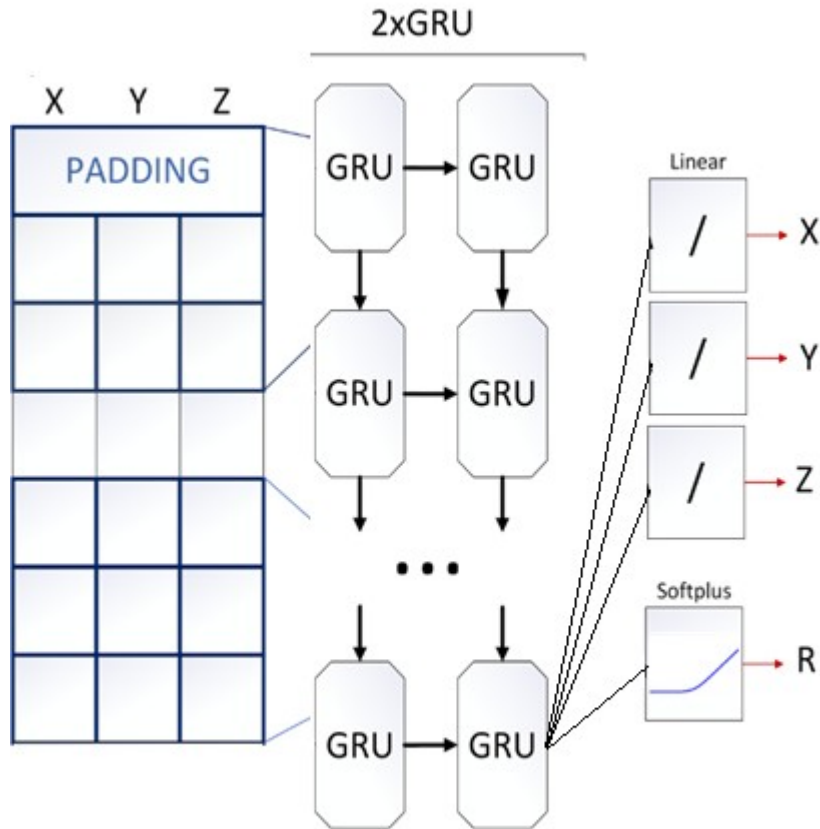 2xGRU
X Y Z
PADDING
GRU GRU
Linear
/ X
GRU GRU
/ Y
/ Z
...
Softplus
R
GRU GRU